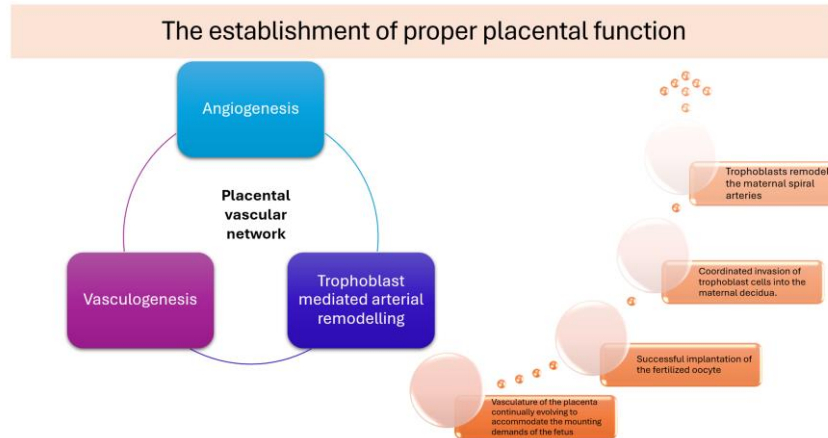 The establishment of proper placental function
Angiogenesis
Placental
vascular
network
Vasculogenesis
Trophoblast
mediated arterial
remodelling
Trophoblasts remodel
the maternal spiral
arteries
Coordinated invasion of
trophoblast cells into the
maternal decidua.
Successful implantation of
the fertilized oocyte
Vasculature of the placenta
continually evolving to
accommodate the mounting
demands of the fetus